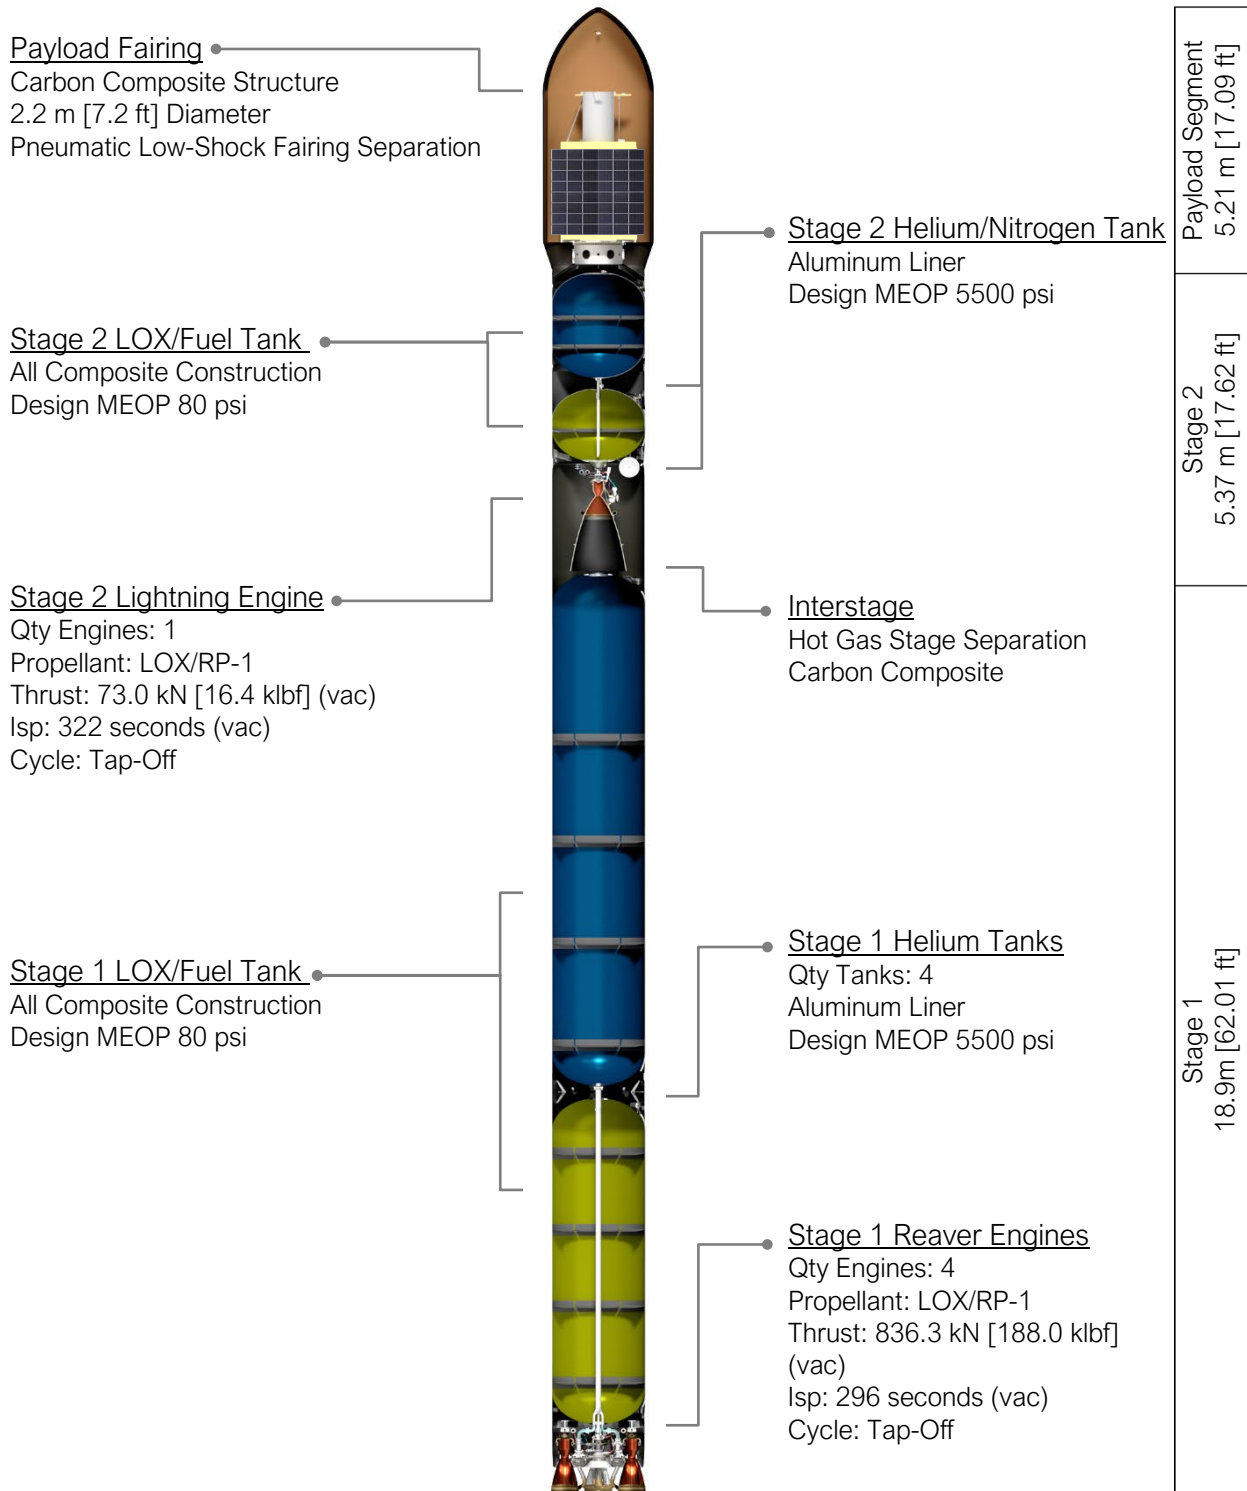 Payload Fairing
Carbon Composite Structure
2.2 m [7.2 ft] Diameter
Pneumatic Low-Shock Fairing Separation
Stage 2 LOX/Fuel Tank
All Composite Construction
Design MEOP 80 psi
Stage 2 Lightning Engine
Qty Engines: 1
Propellant: LOX/RP-1
Thrust: 73.0 kN [16.4 klbf] (vac)
Isp: 322 seconds (vac)
Cycle: Tap-Off
Stage 1 LOX/Fuel Tank
All Composite Construction
Design MEOP 80 psi
Stage 2 Helium/Nitrogen Tank
Aluminum Liner
Design MEOP 5500 psi
Interstage
Hot Gas Stage Separation
Carbon Composite
Stage 1 Helium Tanks
Qty Tanks: 4
Aluminum Liner
Design MEOP 5500 psi
Stage 1 Reaver Engines
Qty Engines: 4
Propellant: LOX/RP-1
Thrust: 836.3 kN [188.0 klbf]
(vac)
Isp: 296 seconds (vac)
Cycle: Tap-Off
Payload Segment
5.21 m [17.09 ft]
Stage 2
5.37 m [17.62 ft]
Stage 1
18.9m [62.01 ft]